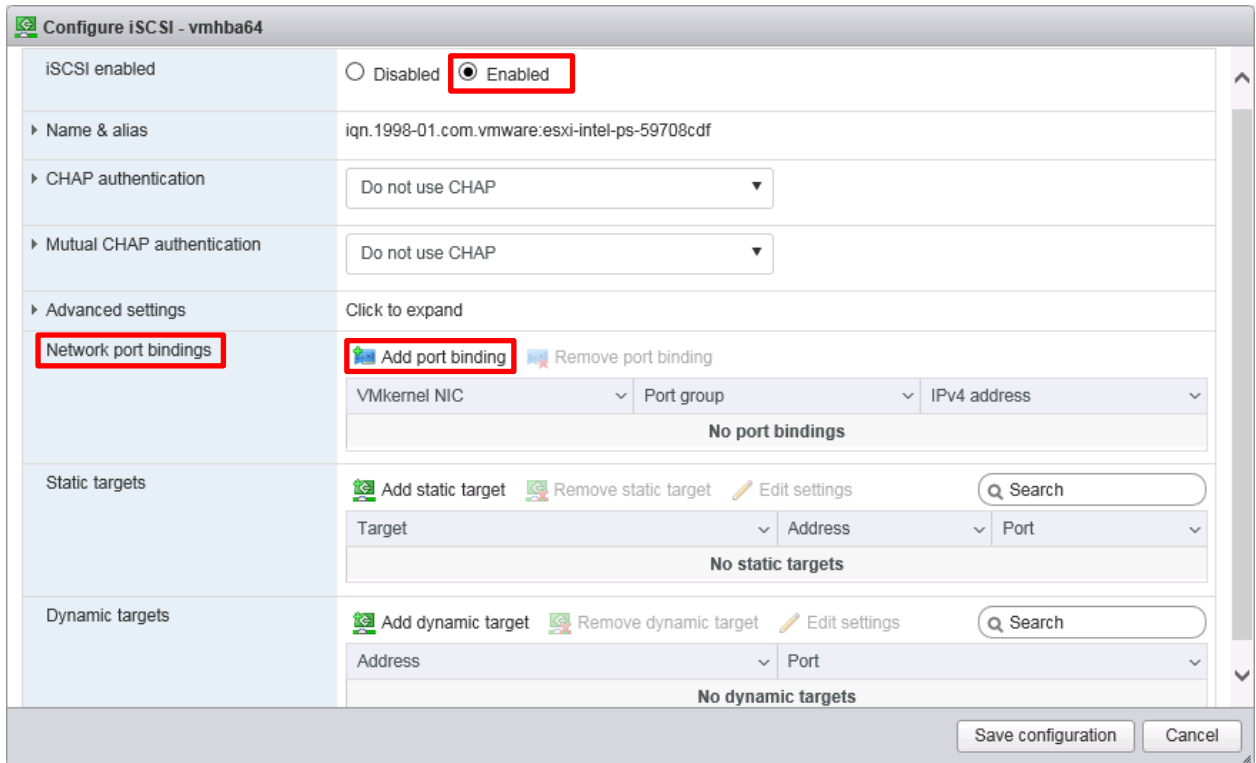 Configure iSCSI - vmhba64
iSCSI enabled
Disabled Enabled
Name & alias
iqn.1998-01.com.vmware:esxi-intel-ps-59708cdf
CHAP authentication
Do not use CHAP
Mutual CHAP authentication
Do not use CHAP
Advanced settings
Click to expand
Network port bindings
Add port binding Remove port binding
VMkernel NIC Port group IPv4 address
No port bindings
Static targets
Add static target Remove static target Edit settings Search
Target Address Port
No static targets
Dynamic targets
Add dynamic target Remove dynamic target Edit settings Search
Address Port
No dynamic targets
Save configuration Cancel